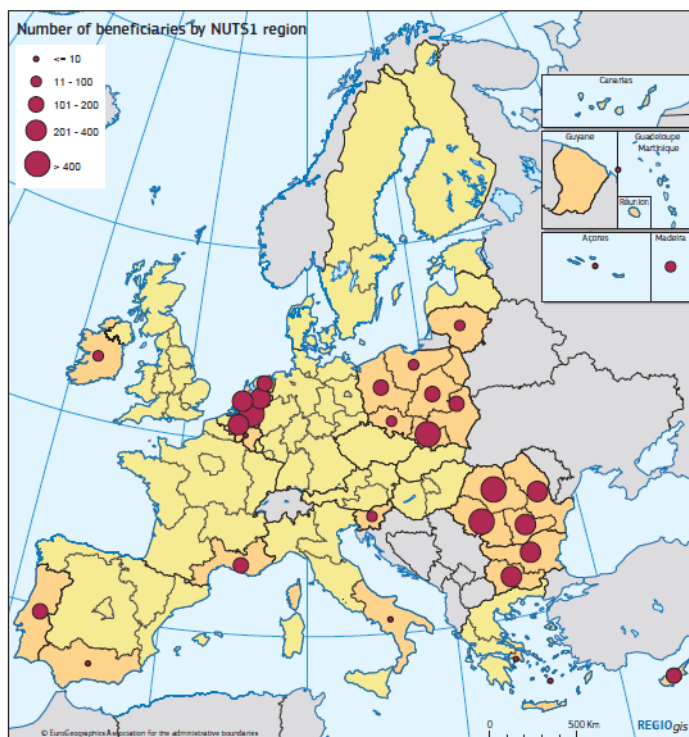 Number of beneficiaries by NUTS1 region
<= 10
11 - 100
101 - 200
201 - 400
> 400
Canarias
Guyane
Guadeloupe
Martinique
Réunion
Açores
Madeira
0
500 Km
REGIOgis
© EuroGeographics Association for the administrative boundaries